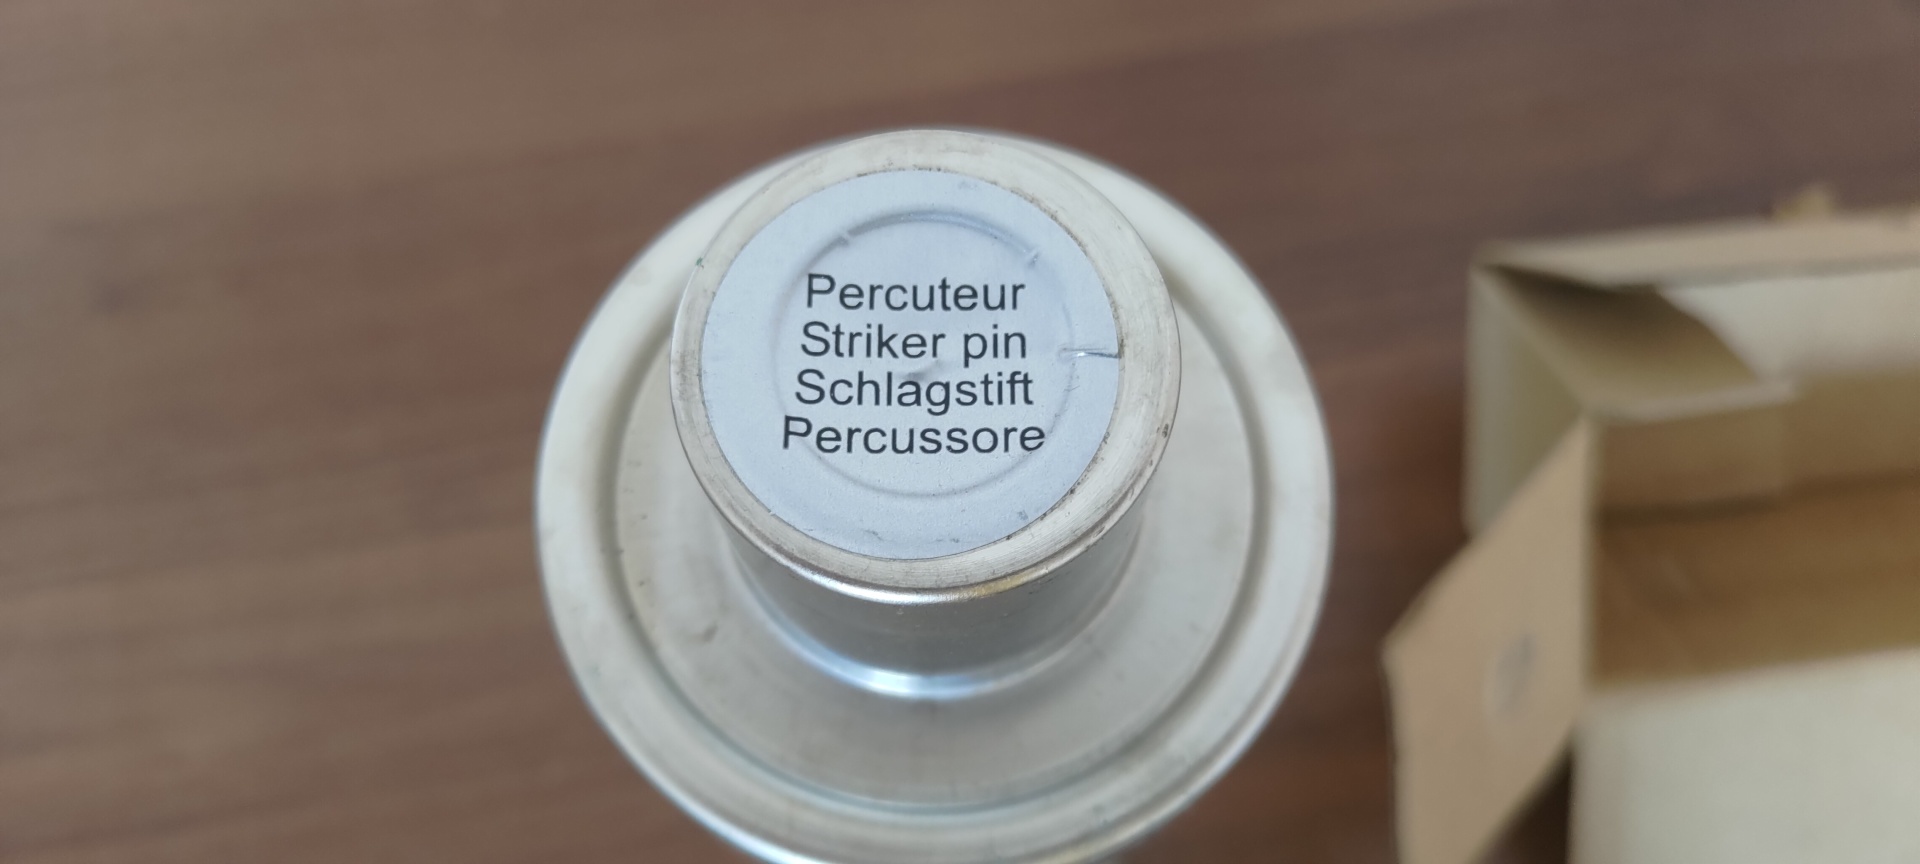 Percuteur
Striker pin
Schlagstift
Percussore